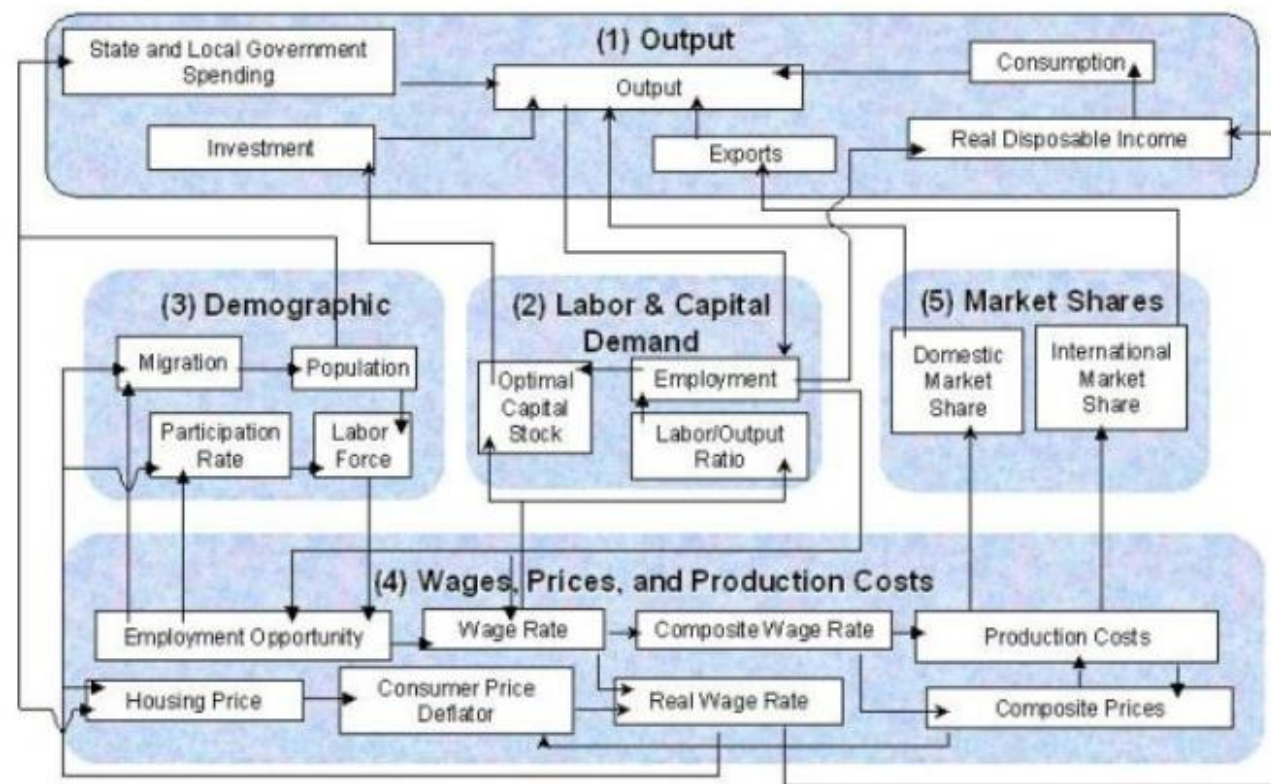 (1) Output
State and Local Government
Spending
Output
Consumption
Investment
Exports
Real Disposable Income
(3) Demographic
Migration
Population
Participation
Rate
Labor
Force
(2) Labor & Capital
Demand
Optimal
Capital
Stock
Employment
Labor/Output
Ratio
(5) Market Shares
Domestic
Market
Share
International
Market
Share
(4) Wages, Prices, and Production Costs
Employment Opportunity
Wage Rate
Composite Wage Rate
Production Costs
Housing Price
Consumer Price
Deflator
Real Wage Rate
Composite Prices